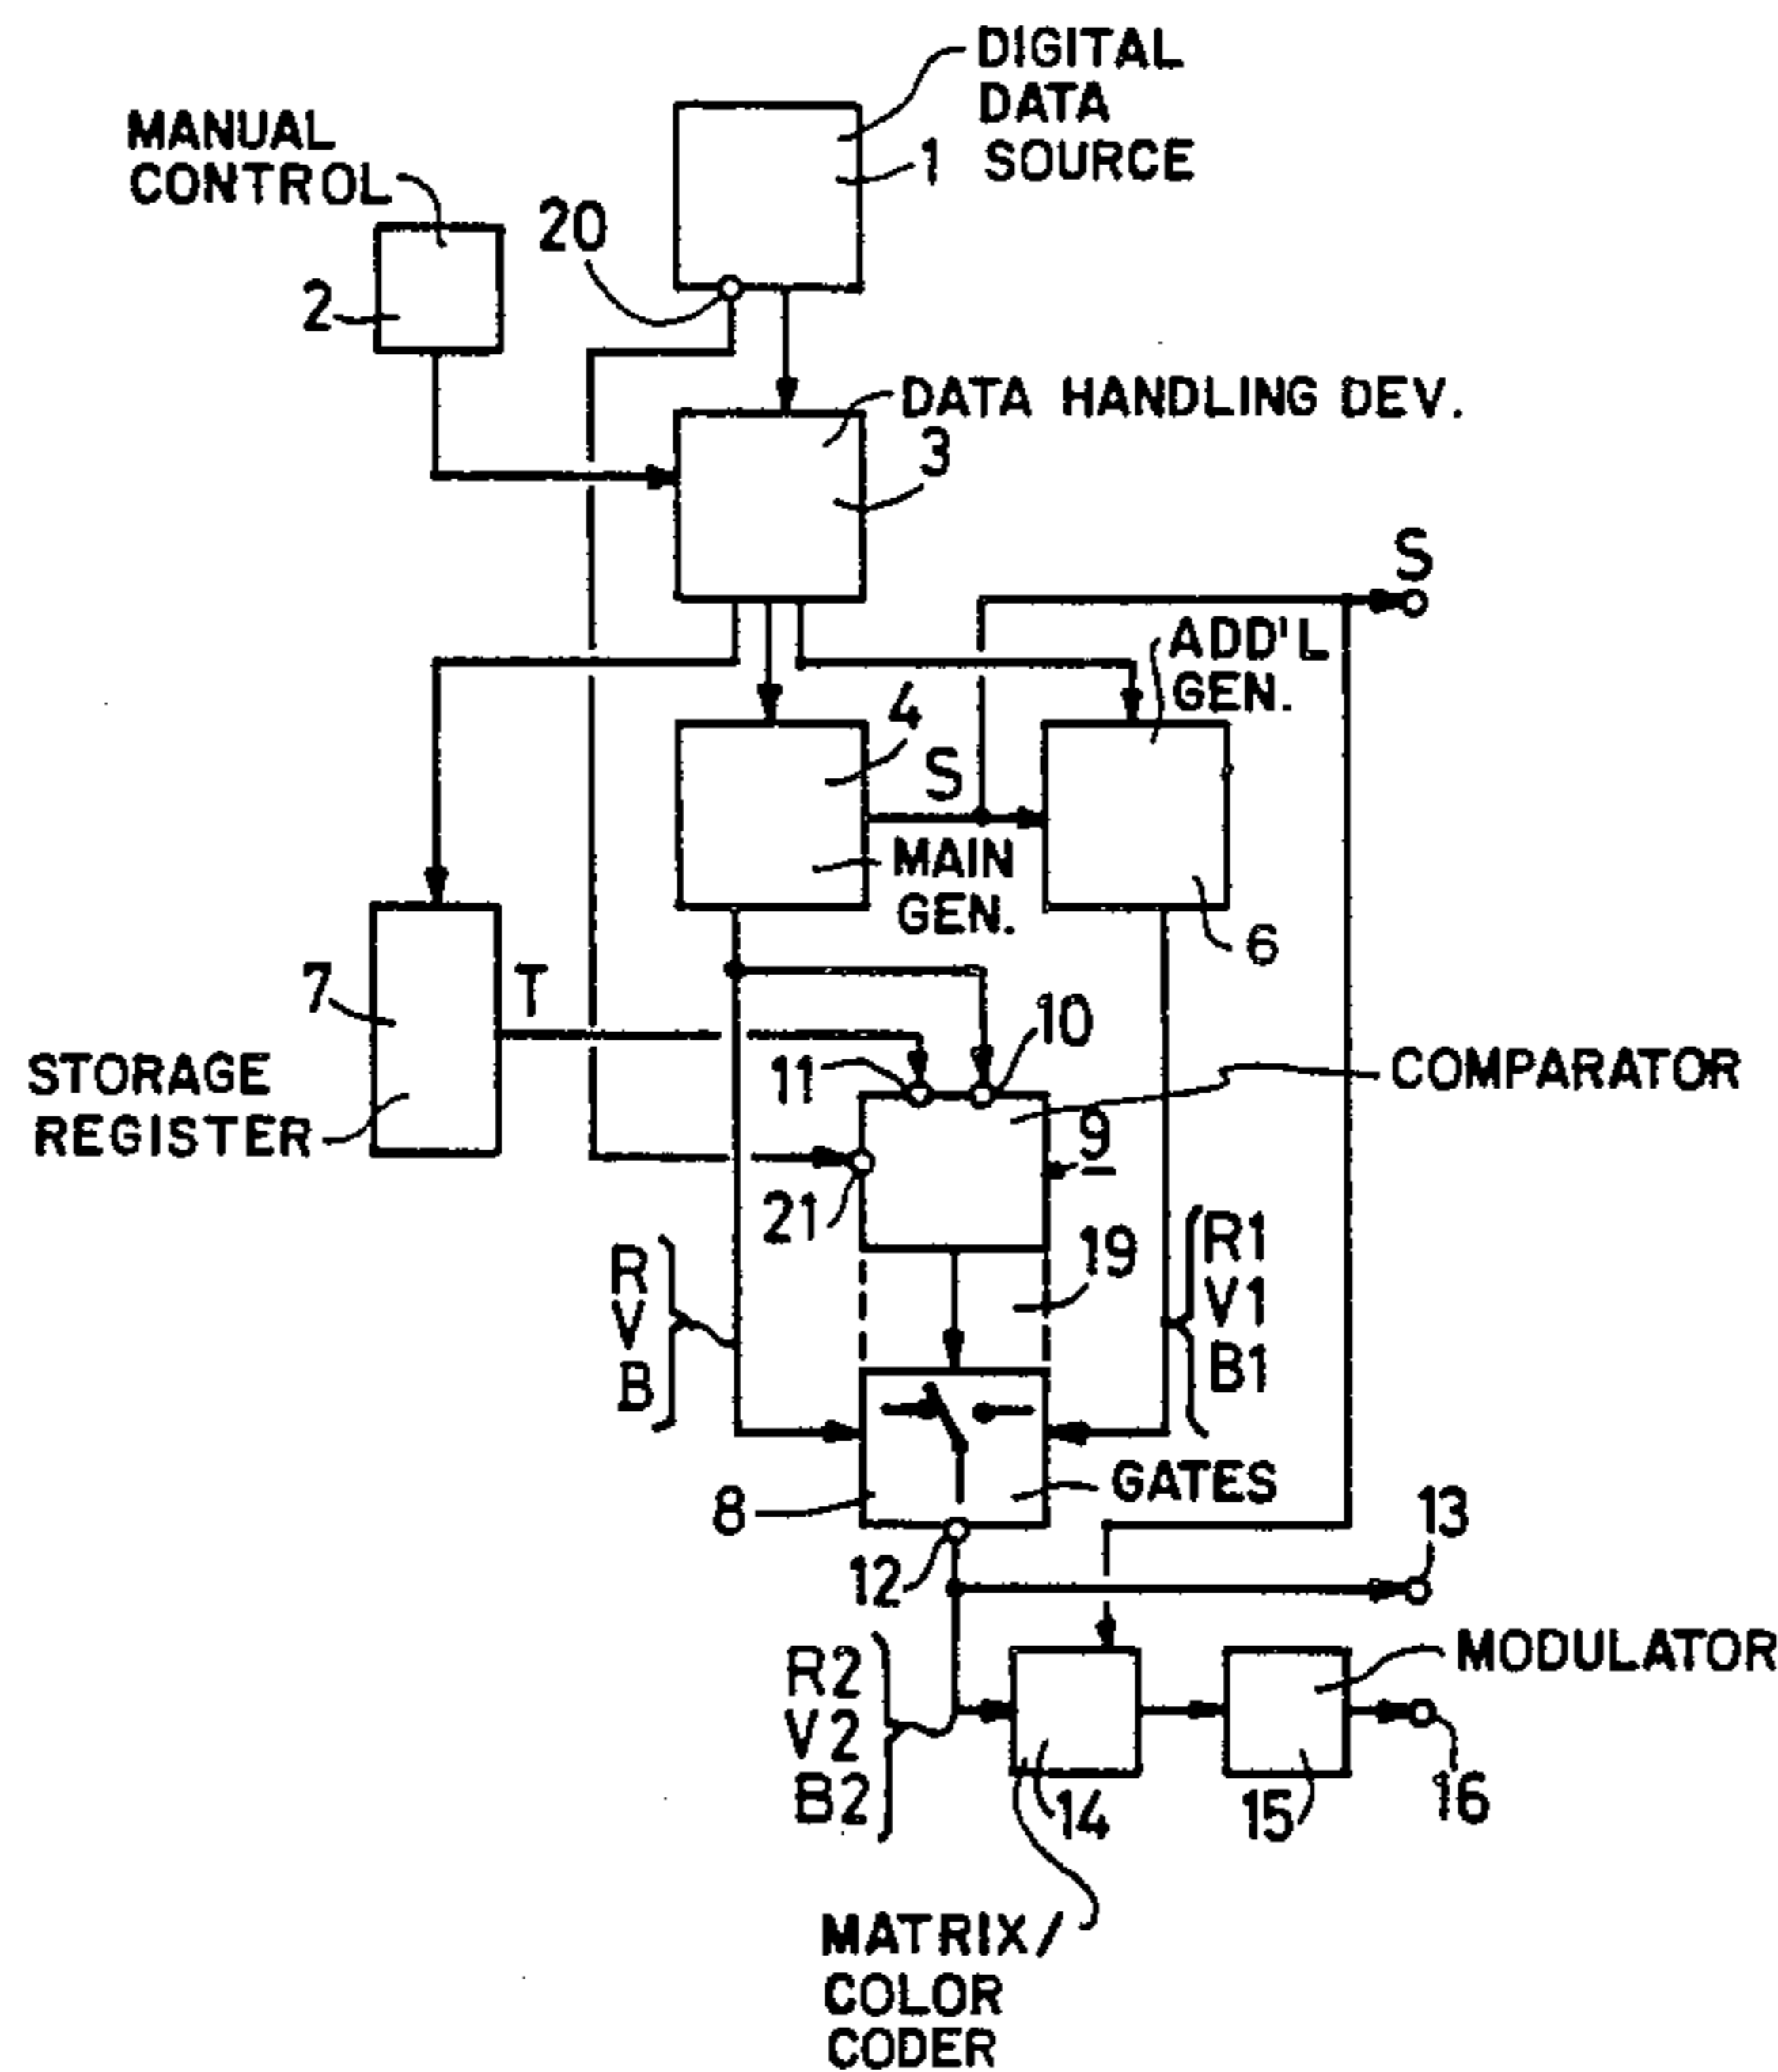 DIGITAL
DATA
SOURCE
1
MANUAL
CONTROL
20
2
DATA HANDLING DEV.
3
S
ADD'L
GEN.
4
S
MAIN
GEN.
6
7
T
10
11
COMPARATOR
STORAGE
REGISTER
9
21
19
R
V
B
R1
V1
B1
GATES
8
13
12
MODULATOR
R2
V2
B2
14
15
16
MATRIX/
COLOR
CODER